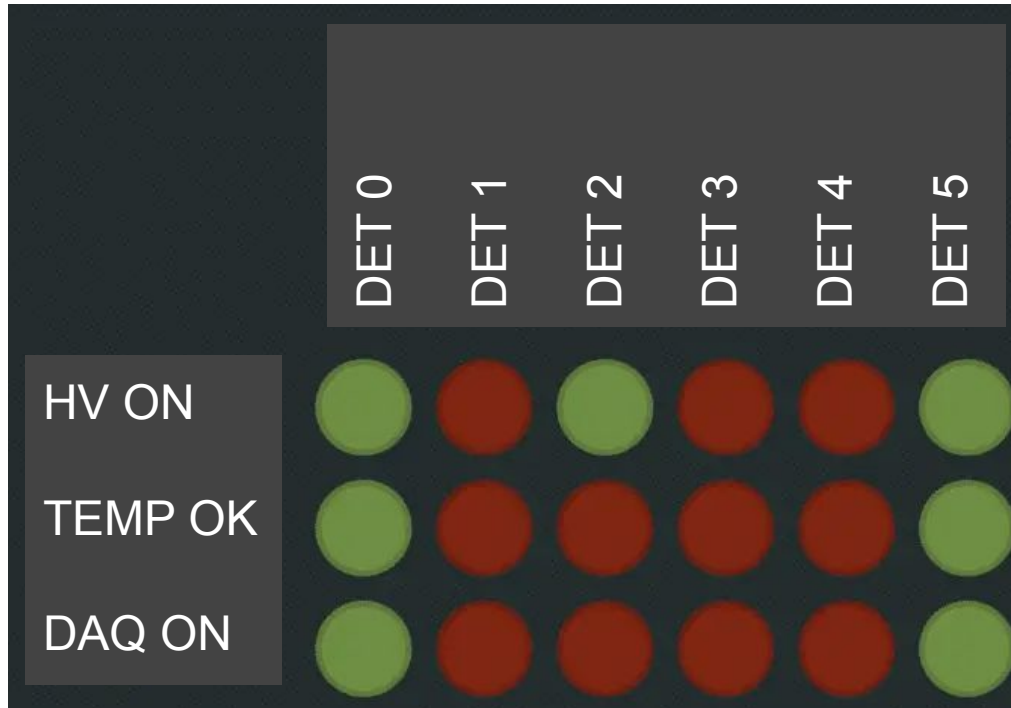 DET 0
DET 1
DET 2
DET 3
DET 4
DET 5
HV ON
TEMP OK
DAQ ON